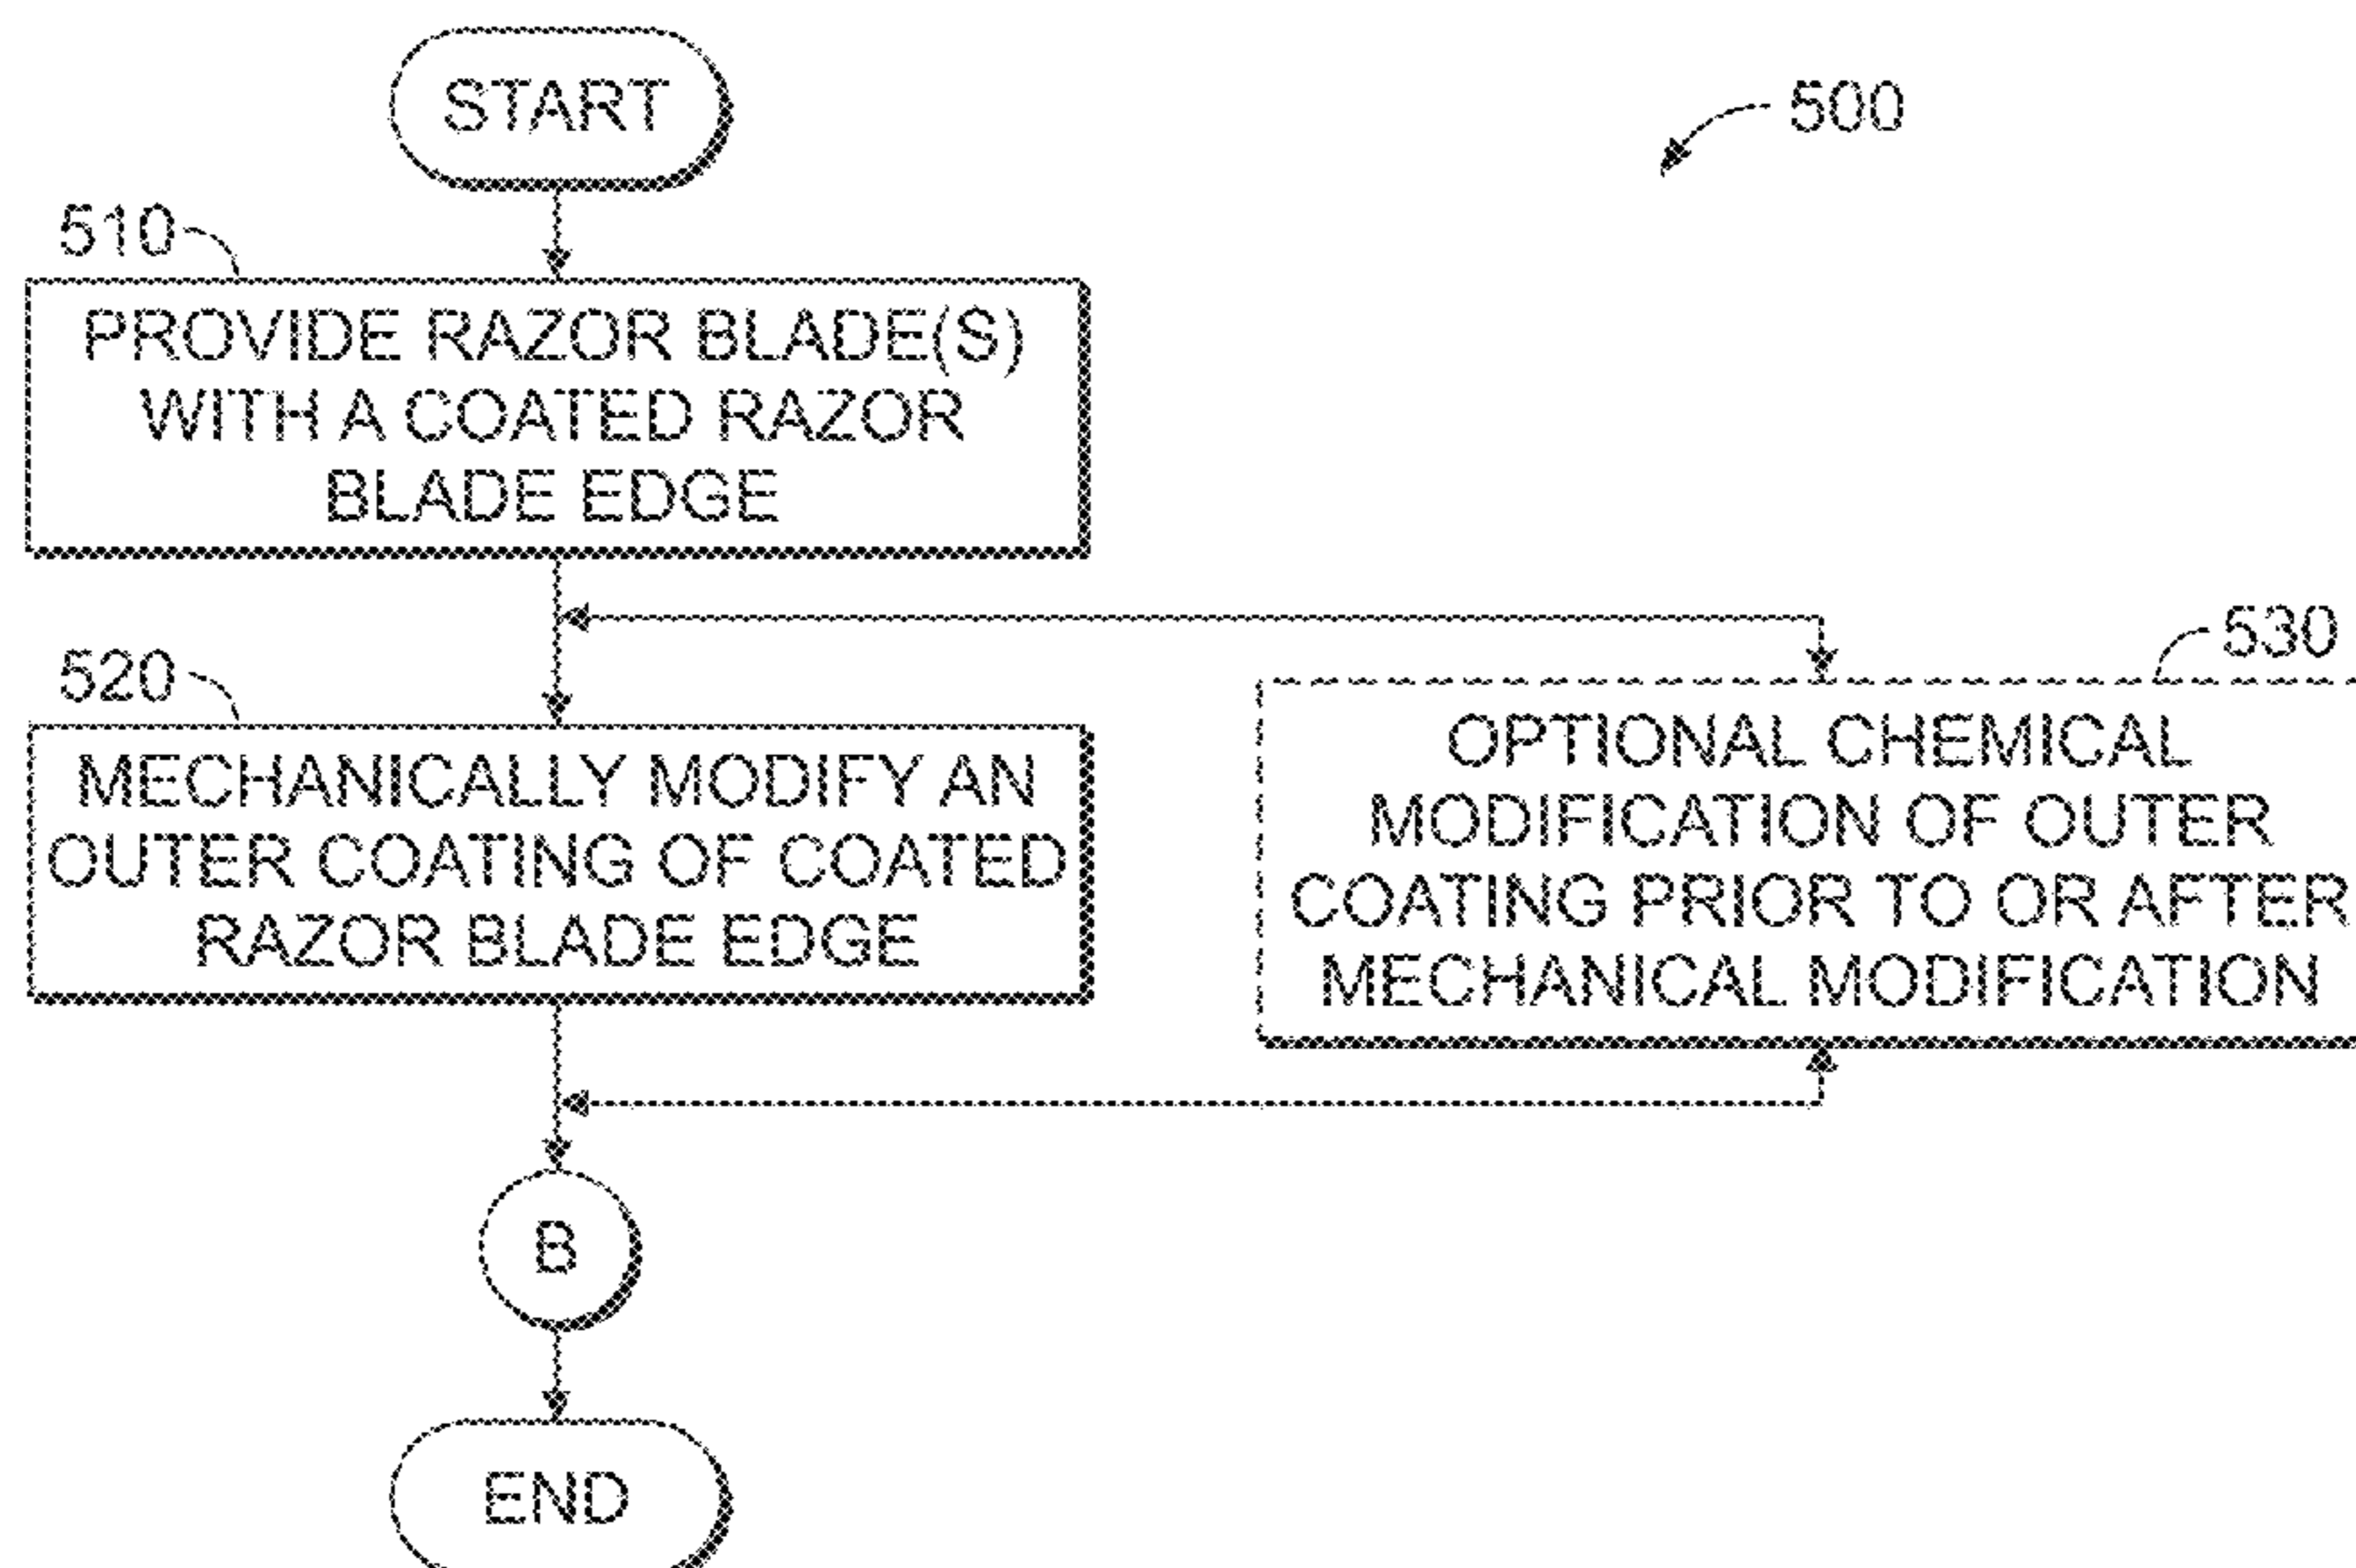 START
500
510
PROVIDE RAZOR BLADE(S)
WITH A COATED RAZOR
BLADE EDGE
520
MECHANICALLY MODIFY AN
OUTER COATING OF COATED
RAZOR BLADE EDGE
530
OPTIONAL CHEMICAL
MODIFICATION OF OUTER
COATING PRIOR TO OR AFTER
MECHANICAL MODIFICATION
B
END